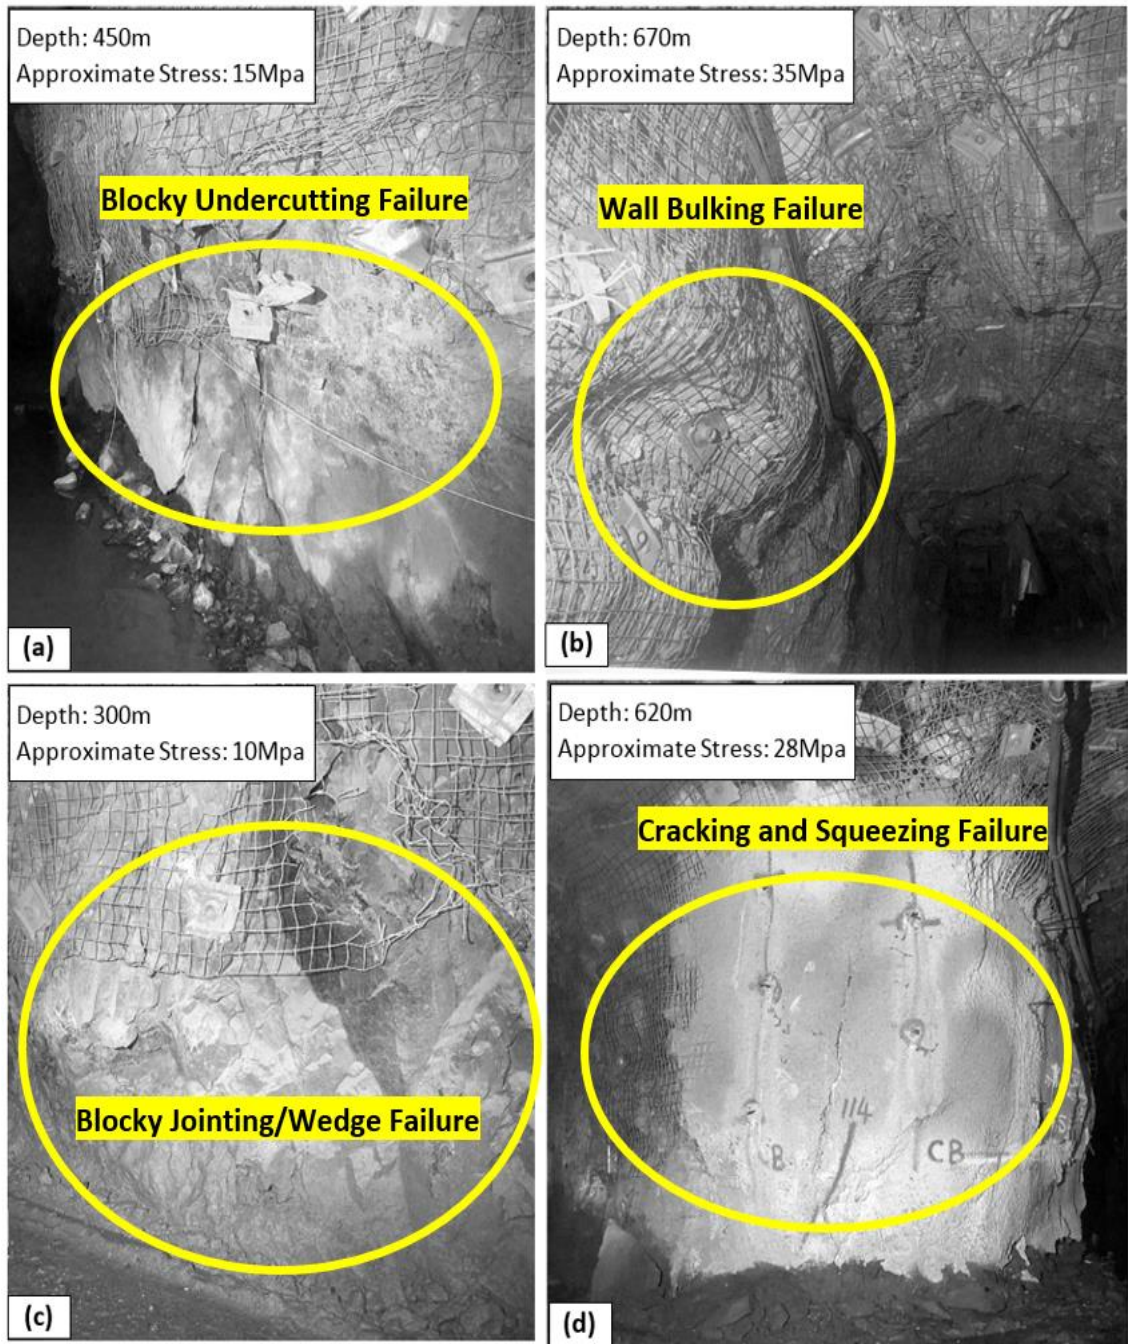 Depth: 450m
Approximate Stress: 15Mpa
Blocky Undercutting Failure
(a)
Depth: 670m
Approximate Stress: 35Mpa
Wall Bulking Failure
(b)
Depth: 300m
Approximate Stress: 10Mpa
Blocky Jointing/Wedge Failure
(c)
Depth: 620m
Approximate Stress: 28Mpa
Cracking and Squeezing Failure
114
B
CB
(d)